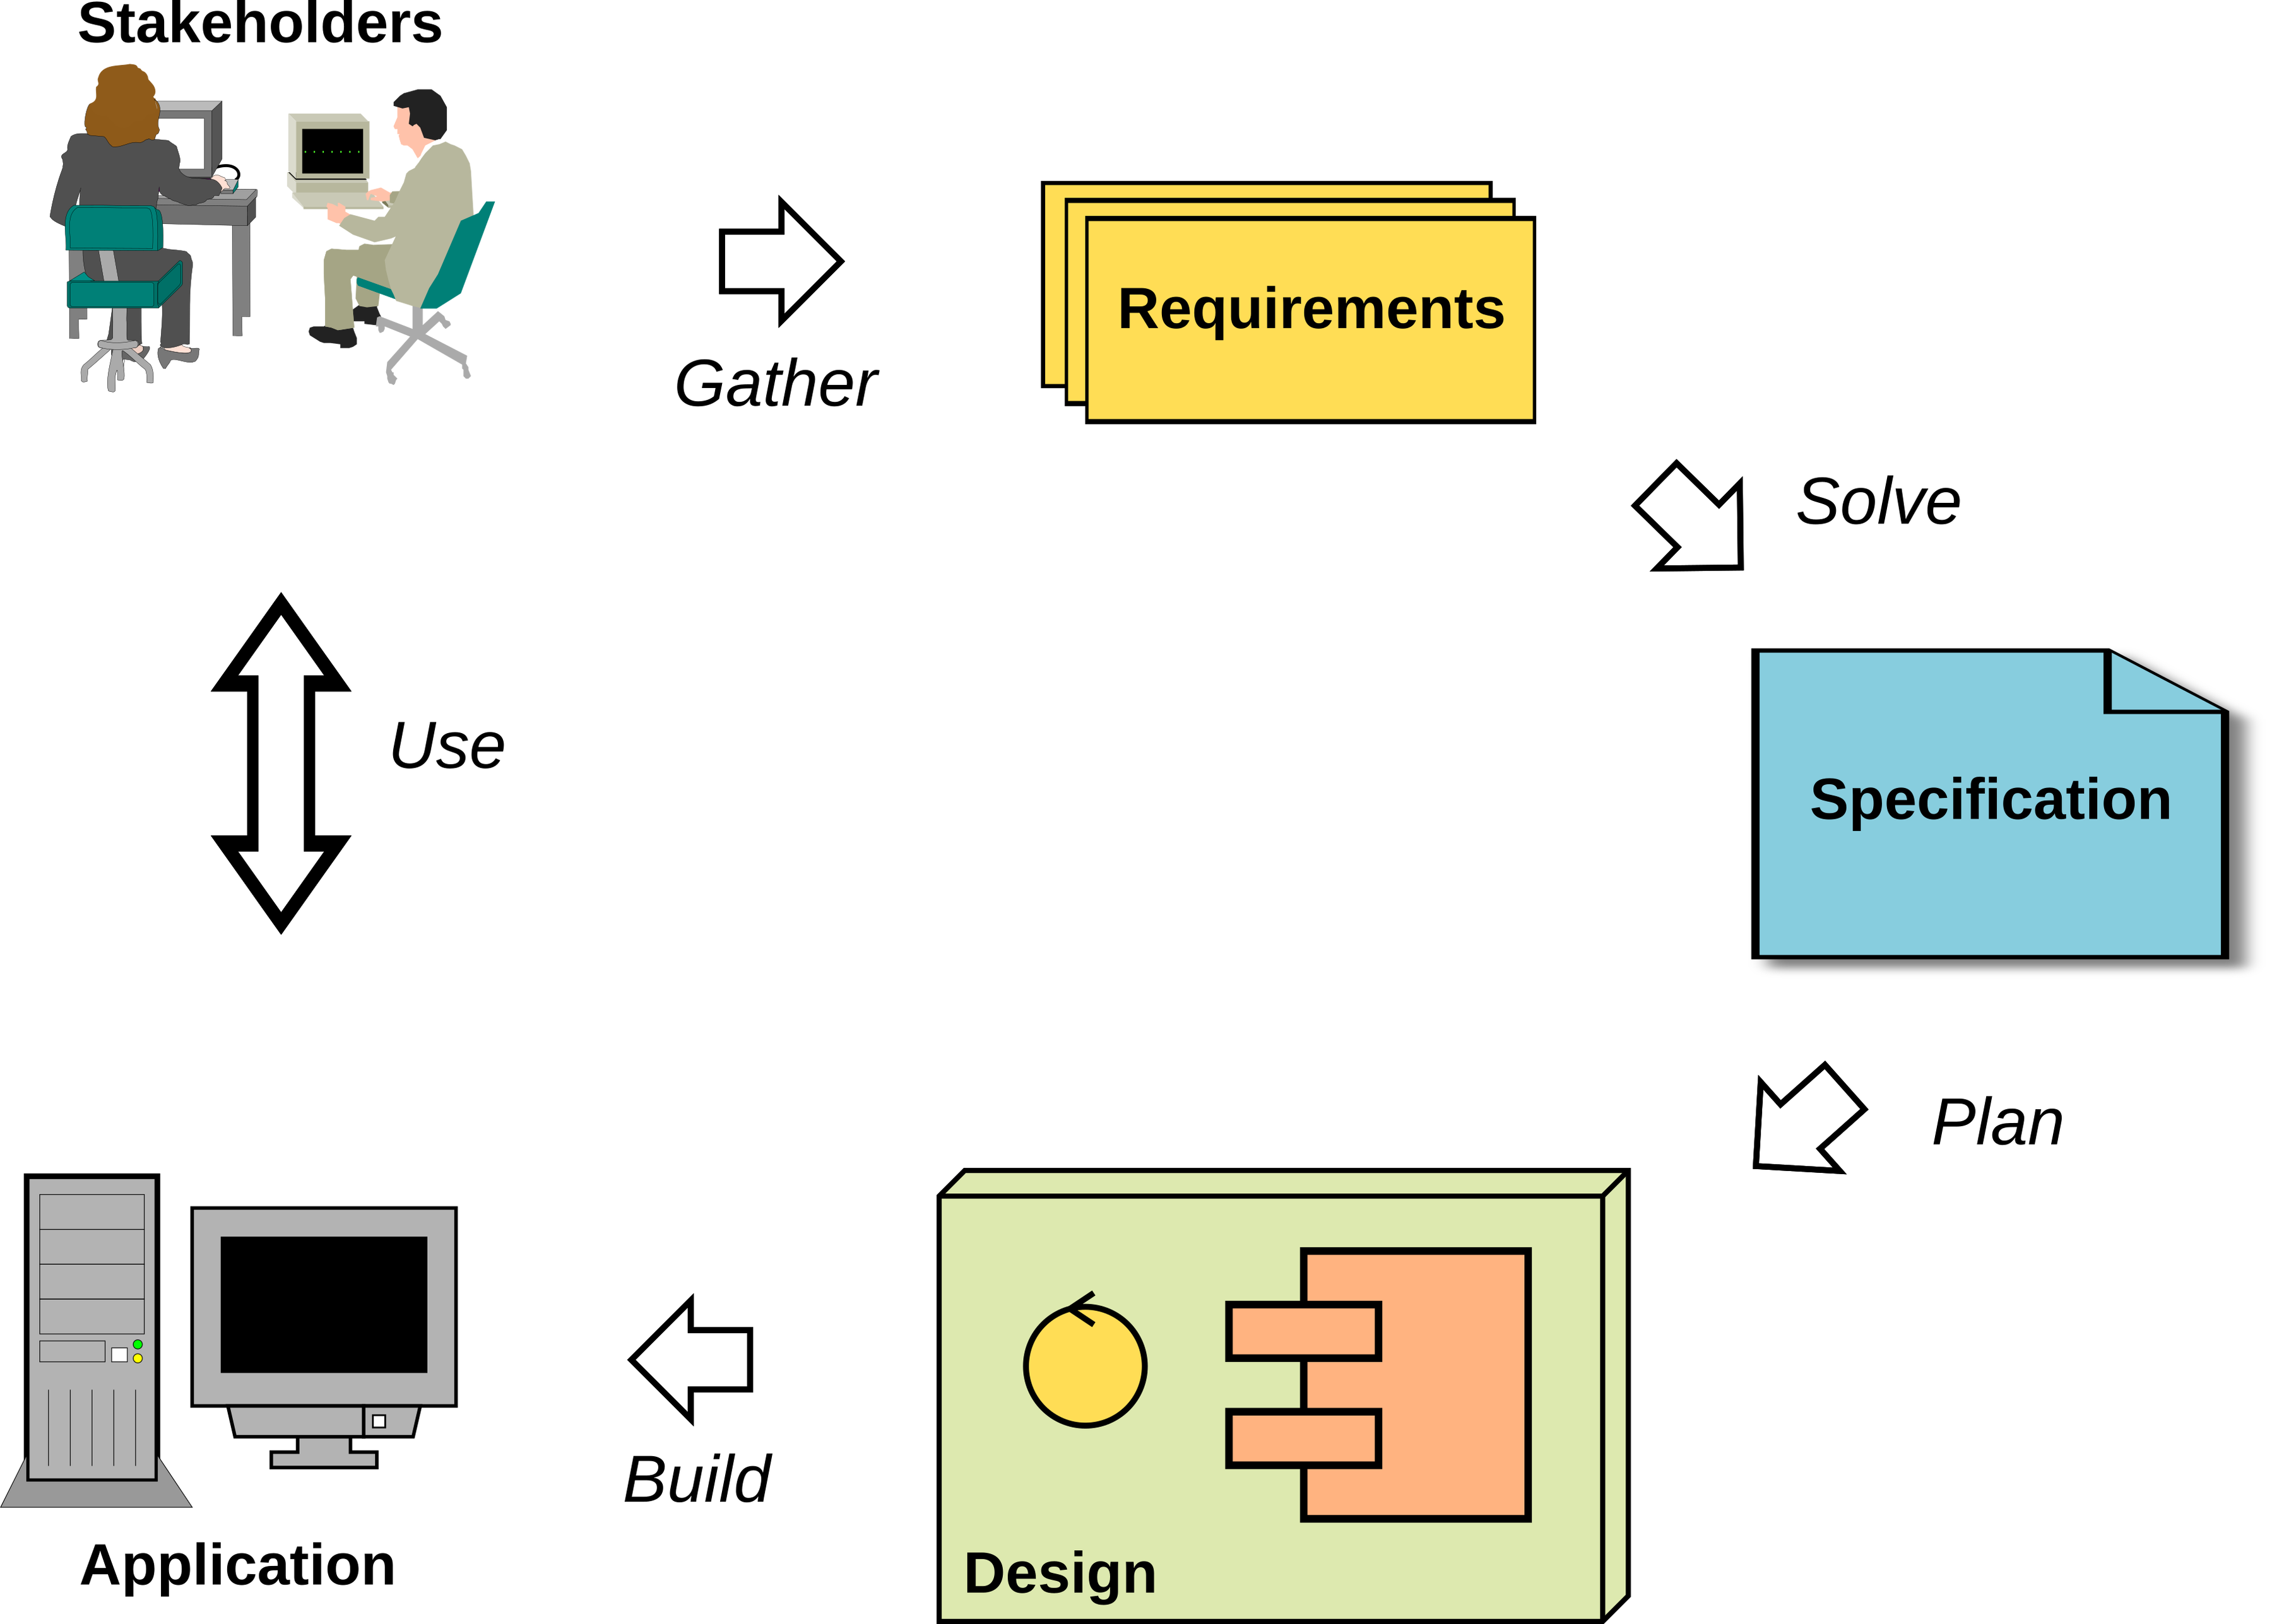 Stakeholders
Requirements
Gather
Solve
Use
Specification
Plan
Build
Application
Design